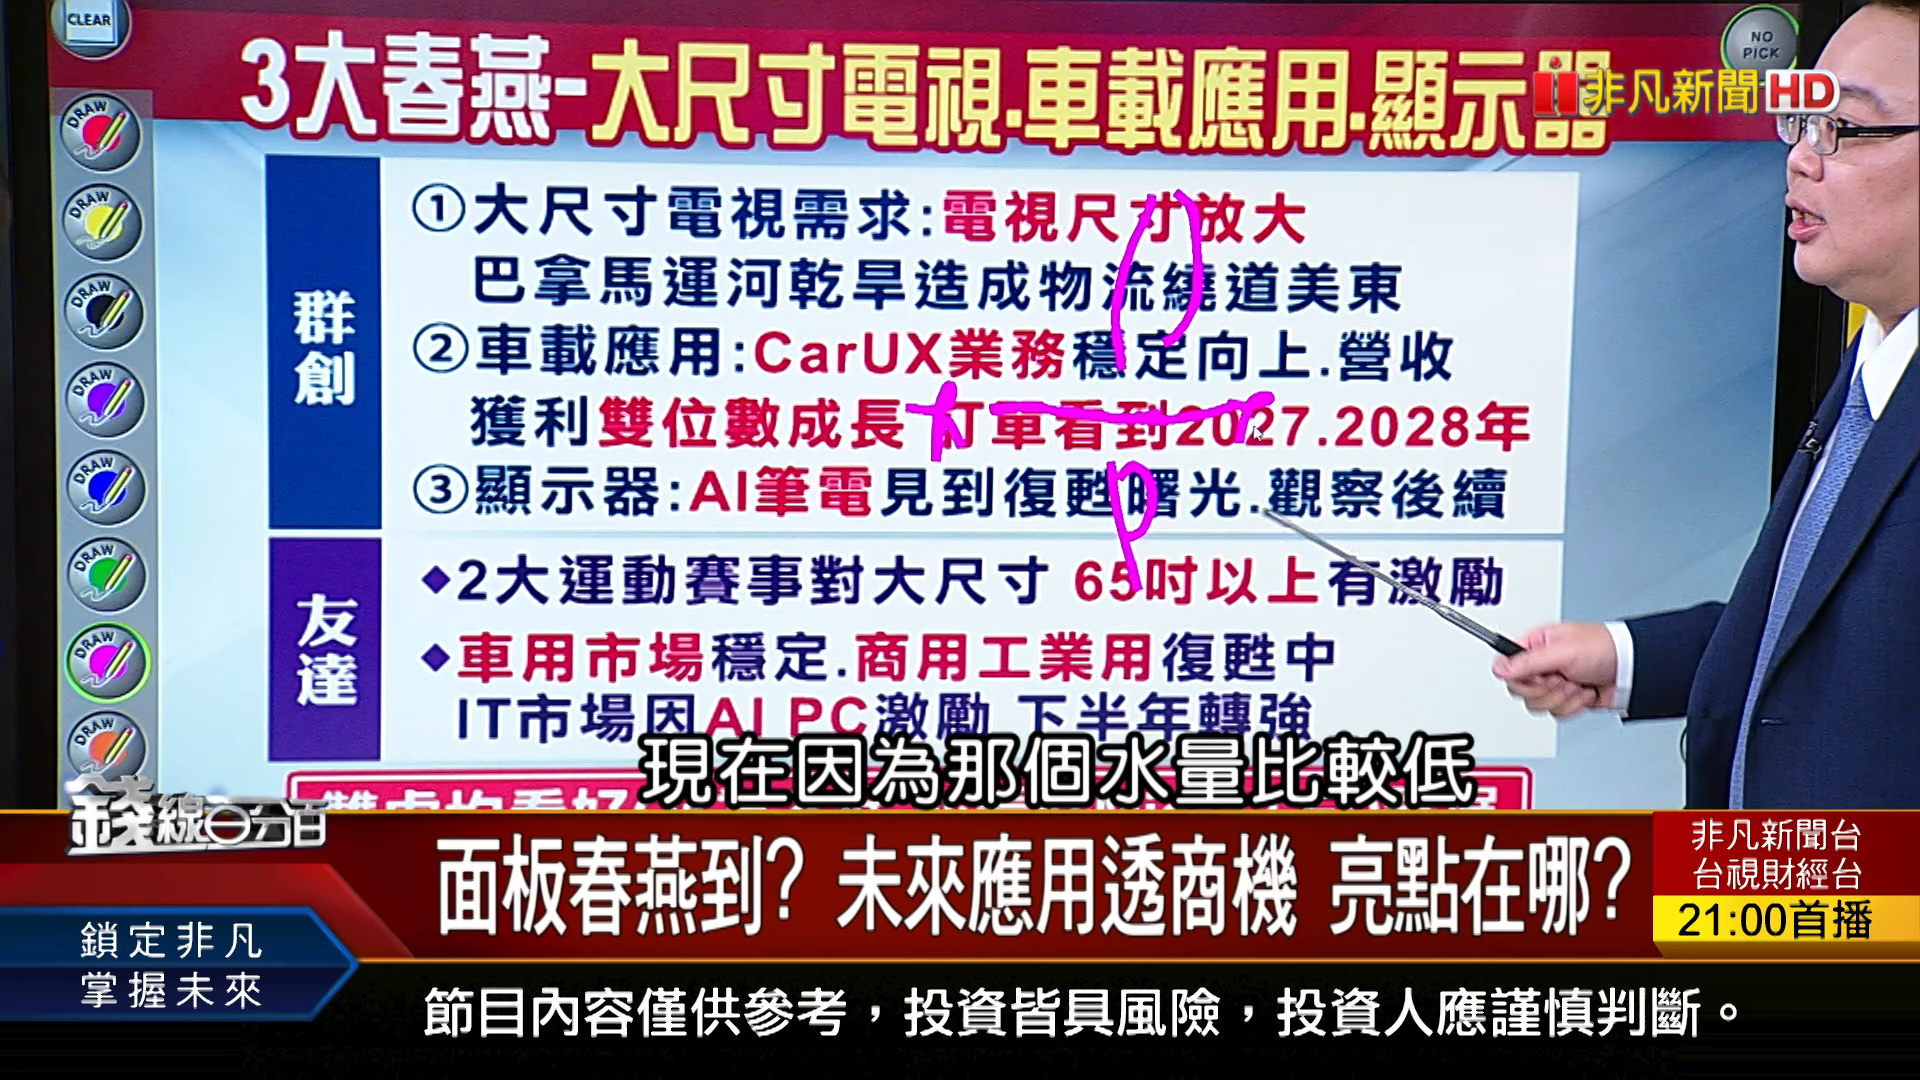 CLEAR
NO PICK
3大春燕-大尺寸電視.車載應用.顯示器
非凡新聞HD
DRAW
DRAW
DRAW
DRAW
DRAW
DRAW
DRAW
DRAW
群創
①大尺寸電視需求:電視尺寸放大
巴拿馬運河乾旱造成物流繞道美東
②車載應用:CarUX業務穩定向上.營收
獲利雙位數成長 訂單看到2027.2028年
③顯示器:AI筆電見到復甦曙光.觀察後續
p
友達
◆2大運動賽事對大尺寸 65吋以上有激勵
◆車用市場穩定.商用工業用復甦中
IT市場因AI PC激勵 下半年轉強
現在因為那個水量比較低
錢線百分百
面板春燕到? 未來應用透商機 亮點在哪?
非凡新聞台
台視財經台
21:00首播
鎖定非凡
掌握未來
節目內容僅供參考，投資皆具風險，投資人應謹慎判斷。